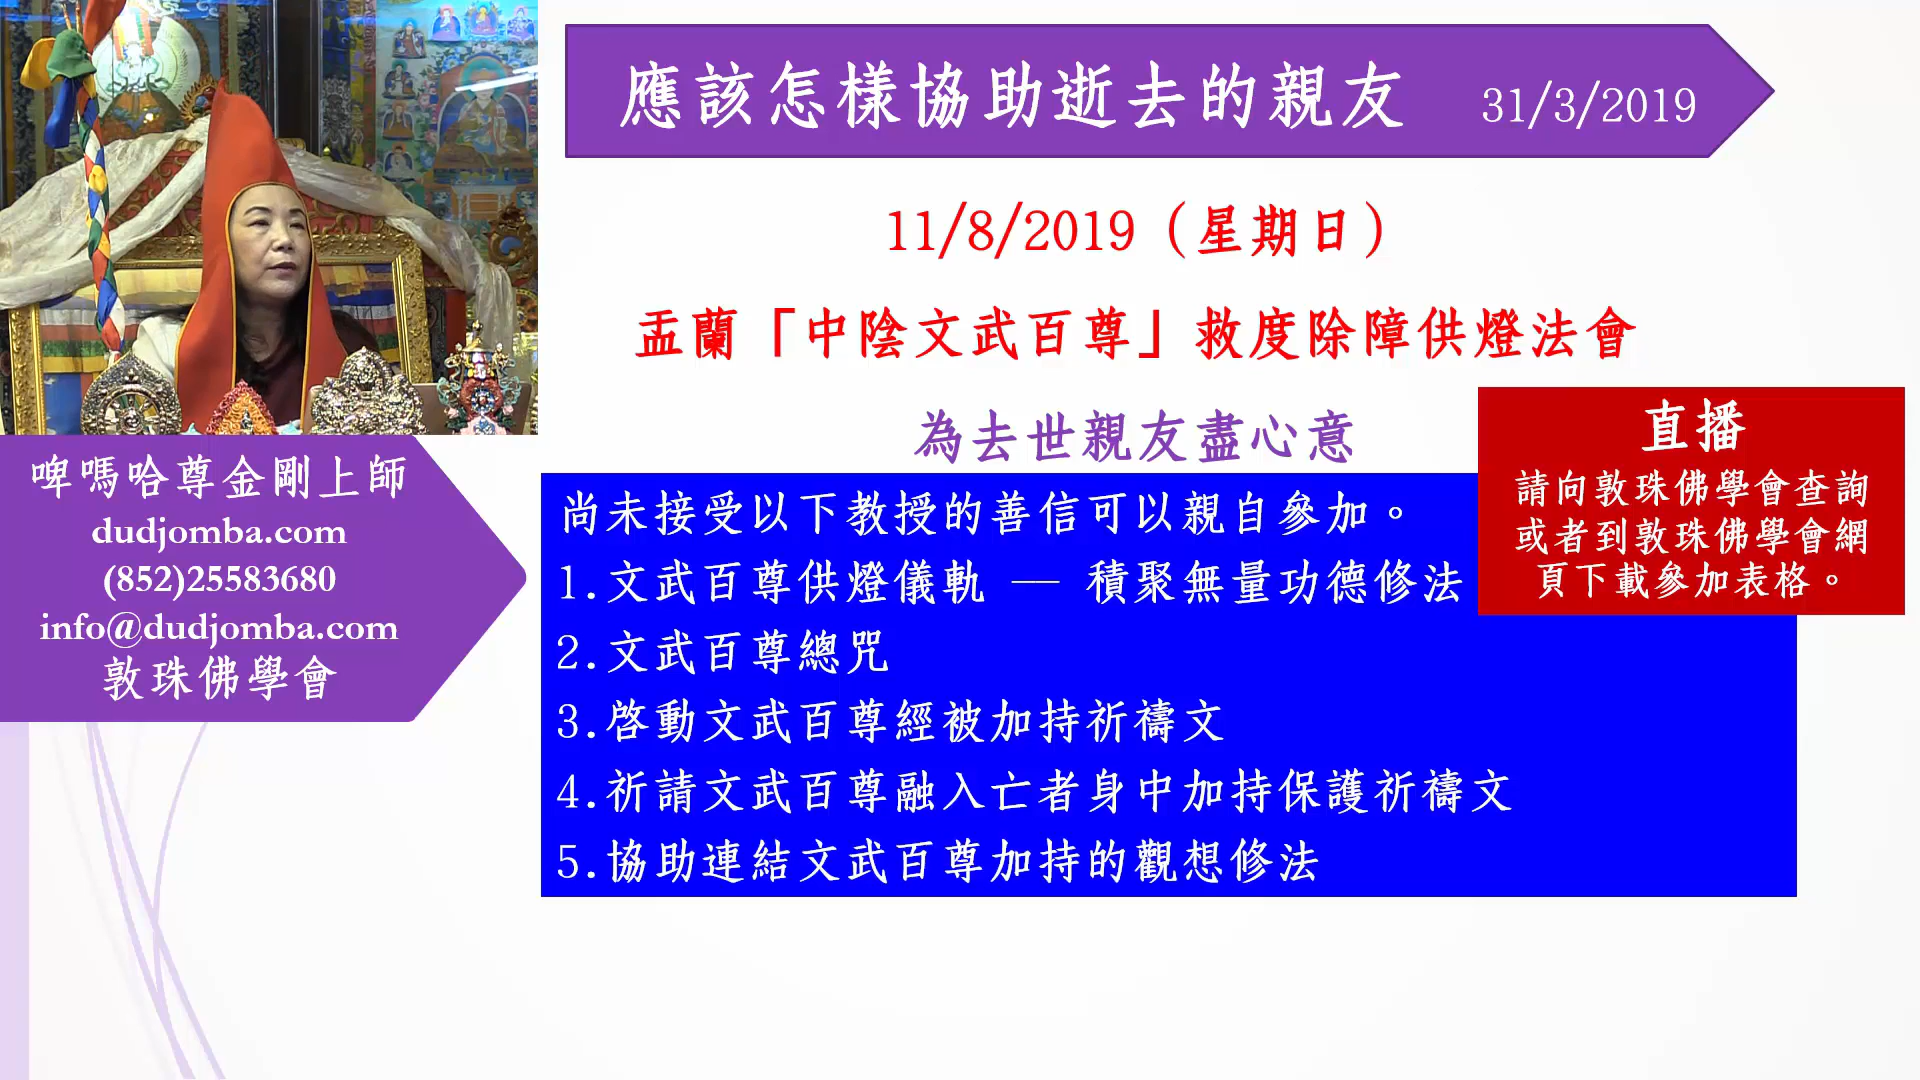 應該怎樣協助逝去的親友 31/3/2019
11/8/2019（星期日）
盂蘭「中陰文武百尊」救度除障供燈法會
為去世親友盡心意
直播
請向敦珠佛學會查詢
或者到敦珠佛學會網
頁下載參加表格。
尚未接受以下教授的善信可以親自參加。
1.文武百尊供燈儀軌 — 積聚無量功德修法
2.文武百尊總咒
3.啓動文武百尊經被加持祈禱文
4.祈請文武百尊融入亡者身中加持保護祈禱文
5.協助連結文武百尊加持的觀想修法
啤嗎哈尊金剛上師
dudjomba.com
(852)25583680
info@dudjomba.com
敦珠佛學會